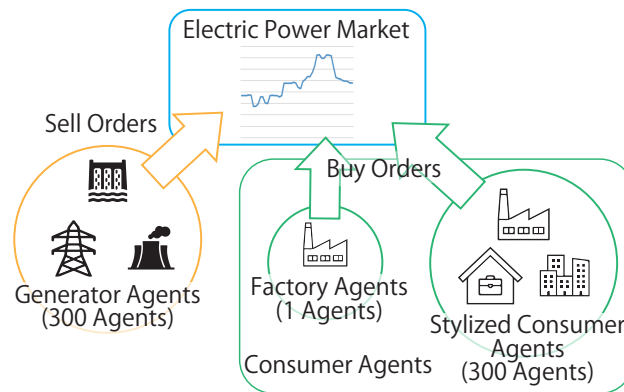 Electric Power Market
Sell Orders
Buy Orders
Generator Agents
(300 Agents)
Factory Agents
(1 Agents)
Stylized Consumer
Agents
(300 Agents)
Consumer Agents